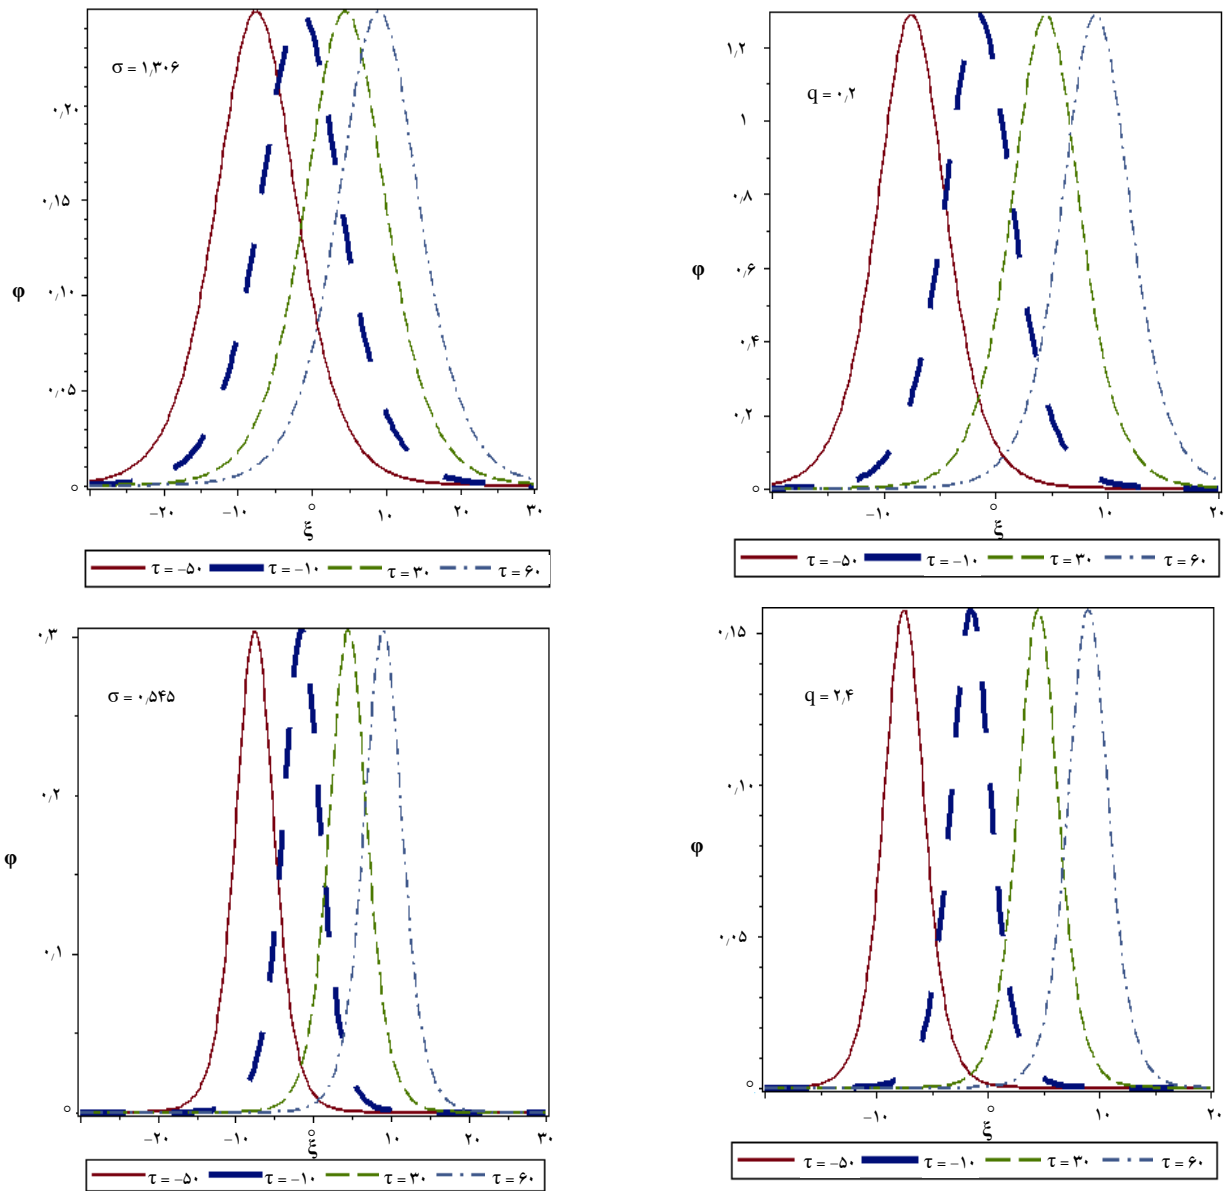 σ = ۱٫۳۰۶
۰٫۲۰
۰٫۱۵
۰٫۱۰
۰٫۰۵
۰
φ
-۲۰ -۱۰ ۰ ۱۰ ۲۰ ۳۰
ξ
τ = -۵۰ τ = -۱۰ τ = ۳۰ τ = ۶۰
q = ۰٫۲
۱٫۲
۱
۰٫۸
۰٫۶
۰٫۴
۰٫۲
۰
φ
-۱۰ ۰ ۱۰ ۲۰
ξ
τ = -۵۰ τ = -۱۰ τ = ۳۰ τ = ۶۰
σ = ۰٫۵۴۵
۰٫۳
۰٫۲
۰٫۱
۰
φ
-۲۰ -۱۰ ۰ ۱۰ ۲۰ ۳۰
ξ
τ = -۵۰ τ = -۱۰ τ = ۳۰ τ = ۶۰
q = ۲٫۴
۰٫۱۵
۰٫۱۰
۰٫۰۵
۰
φ
-۱۰ ۰ ۱۰ ۲۰
ξ
τ = -۵۰ τ = -۱۰ τ = ۳۰ τ = ۶۰